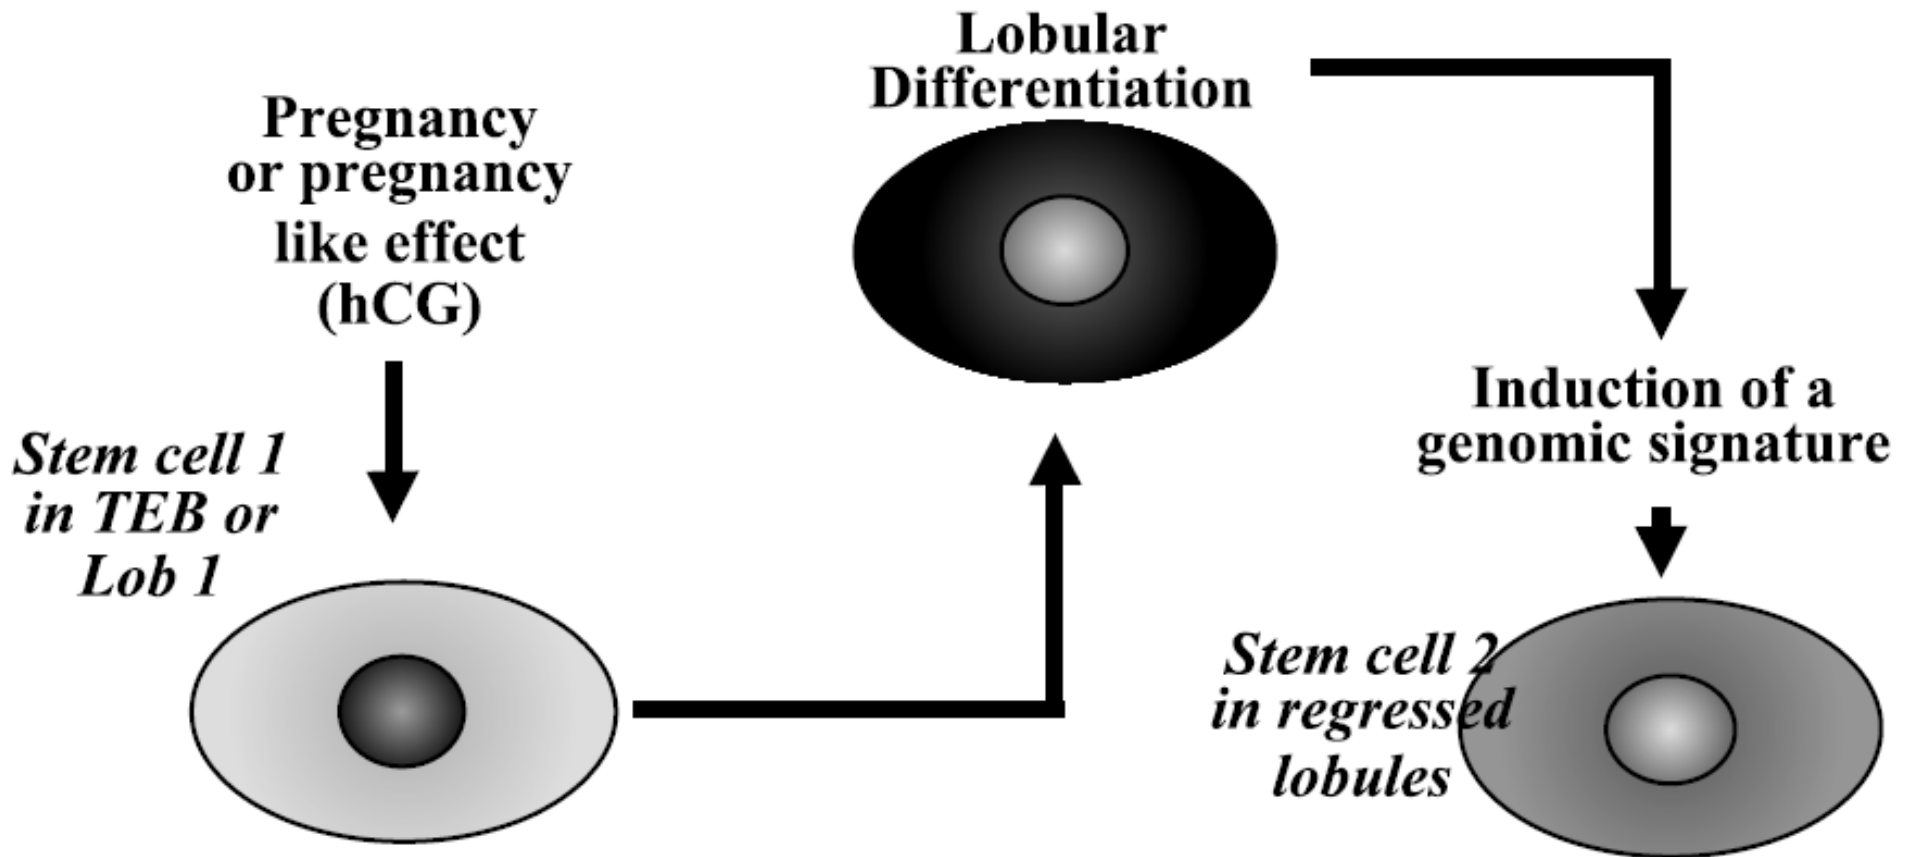 Pregnancy
or pregnancy
like effect
(hCG)
Stem cell 1
in TEB or
Lob 1
Lobular
Differentiation
Induction of a
genomic signature
Stem cell 2
in regressed
lobules